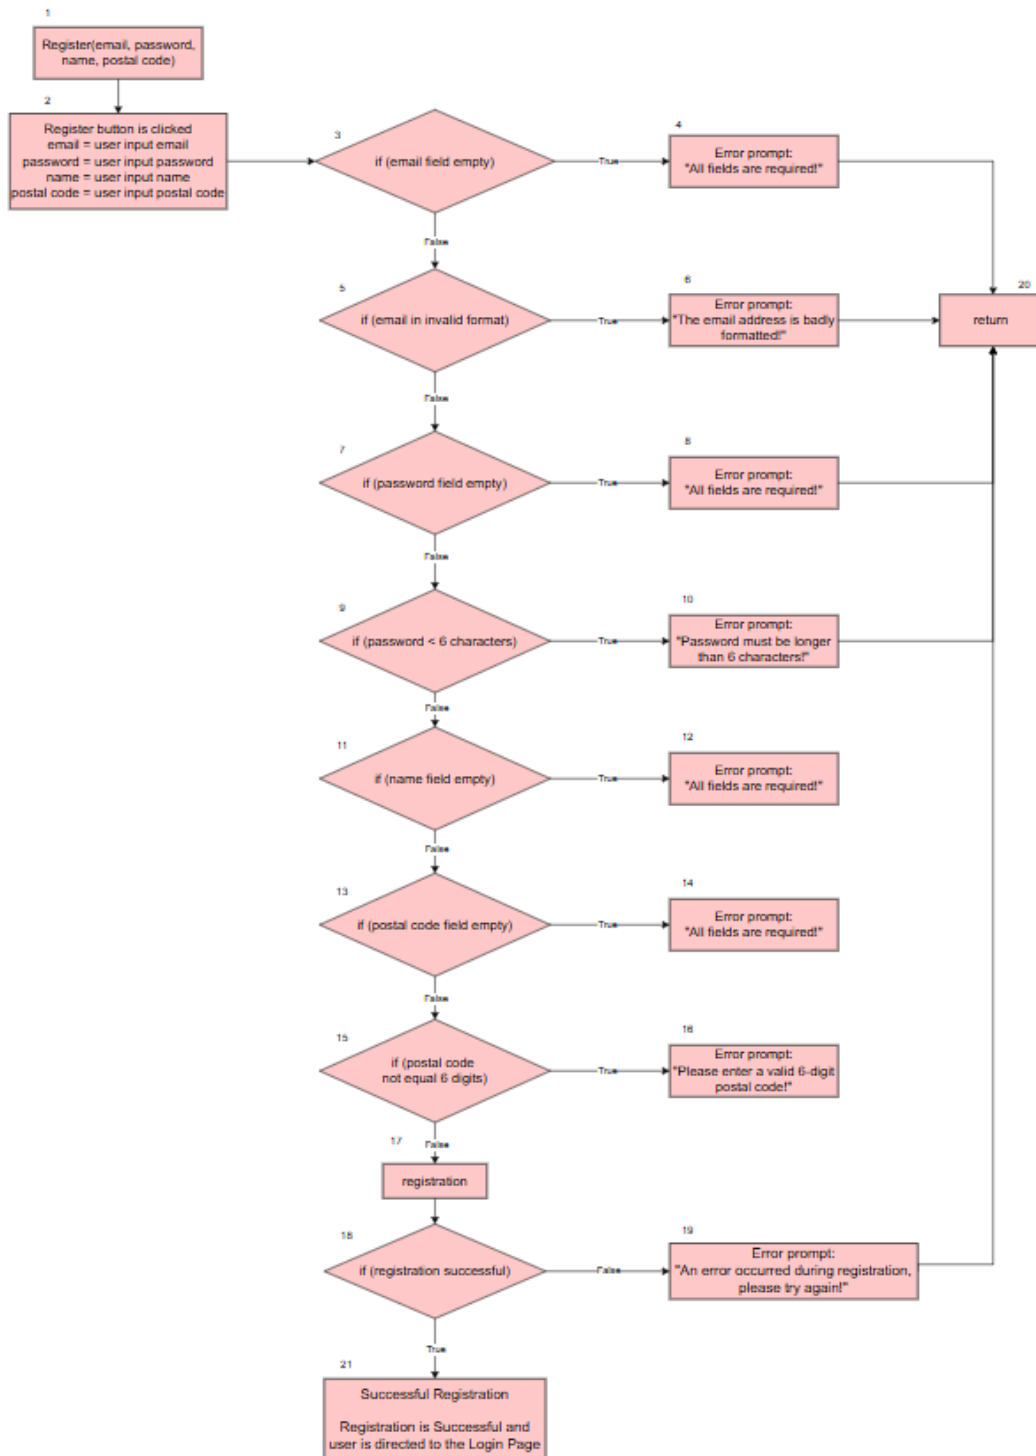 1
Register(email, password,
name, postal code)
2
Register button is clicked
email = user input email
password = user input password
name = user input name
postal code = user input postal code
3
if (email field empty)
True
4
Error prompt:
"All fields are required!"
False
5
if (email in invalid format)
True
6
Error prompt:
"The email address is badly
formatted!"
20
return
False
7
if (password field empty)
True
8
Error prompt:
"All fields are required!"
False
9
if (password < 6 characters)
True
10
Error prompt:
"Password must be longer
than 6 characters!"
False
11
if (name field empty)
True
12
Error prompt:
"All fields are required!"
False
13
if (postal code field empty)
True
14
Error prompt:
"All fields are required!"
False
15
if (postal code
not equal 6 digits)
True
16
Error prompt:
"Please enter a valid 6-digit
postal code!"
17
False
registration
18
if (registration successful)
False
19
Error prompt:
"An error occurred during registration,
please try again!"
True
21
Successful Registration
Registration is Successful and
user is directed to the Login Page